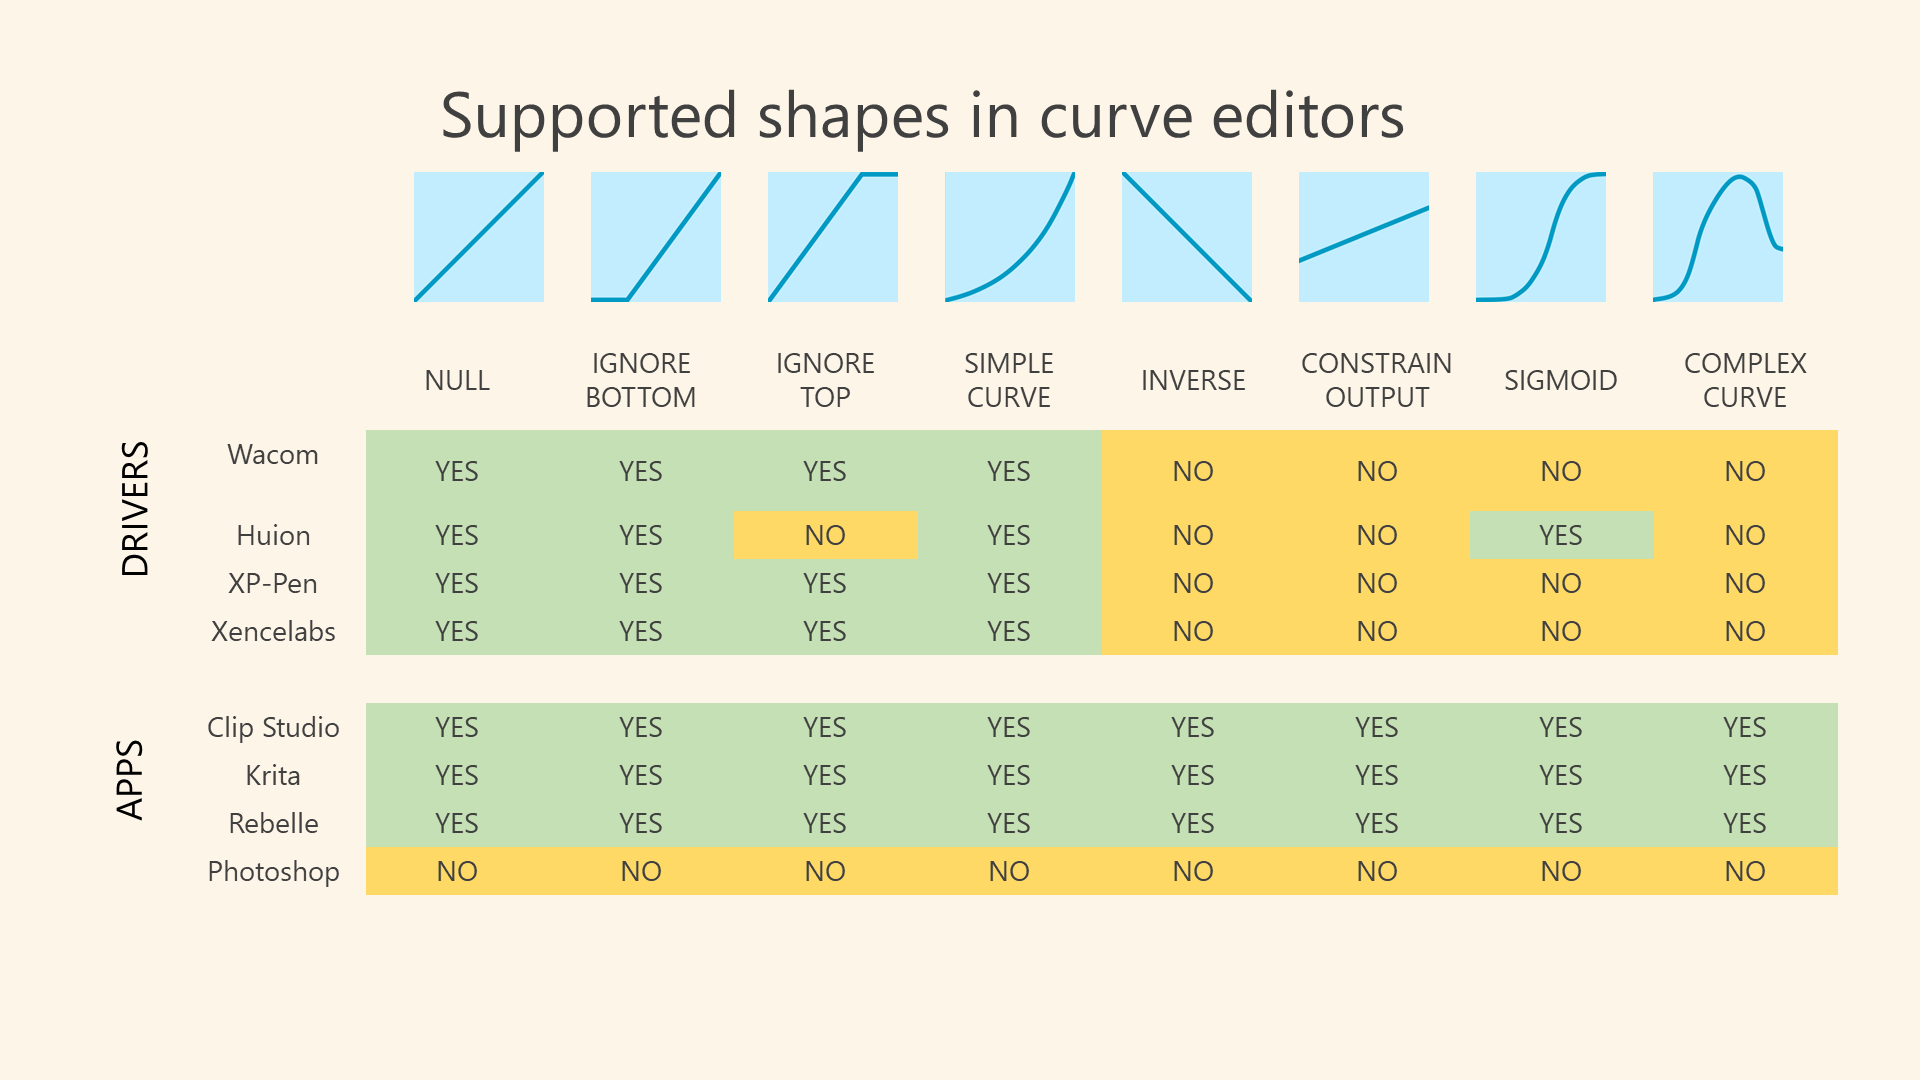 Supported shapes in curve editors
NULL
IGNORE
BOTTOM
IGNORE
TOP
SIMPLE
CURVE
INVERSE
CONSTRAIN
OUTPUT
SIGMOID
COMPLEX
CURVE
DRIVERS
Wacom YES YES YES YES NO NO NO NO
Huion YES YES NO YES NO NO YES NO
XP-Pen YES YES YES YES NO NO NO NO
Xencelabs YES YES YES YES NO NO NO NO
APPS
Clip Studio YES YES YES YES YES YES YES YES
Krita YES YES YES YES YES YES YES YES
Rebelle YES YES YES YES YES YES YES YES
Photoshop NO NO NO NO NO NO NO NO